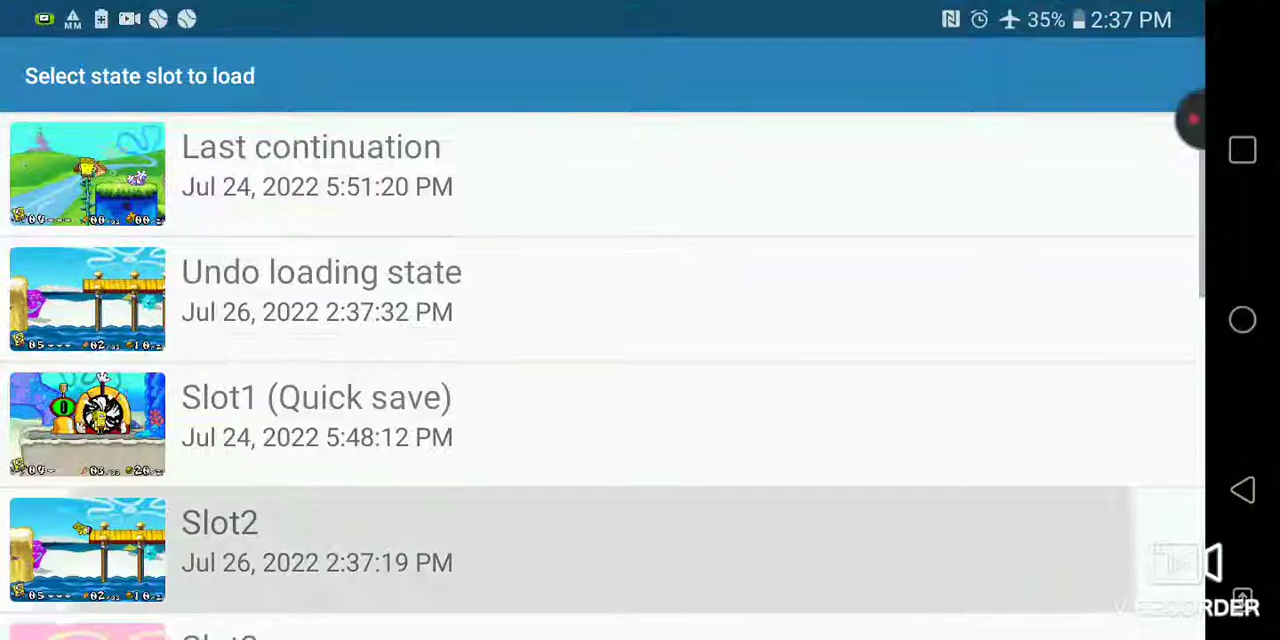 MM
35% 2:37 PM
Select state slot to load
Last continuation
Jul 24, 2022 5:51:20 PM
Undo loading state
Jul 26, 2022 2:37:32 PM
Slot1 (Quick save)
Jul 24, 2022 5:48:12 PM
Slot2
Jul 26, 2022 2:37:19 PM